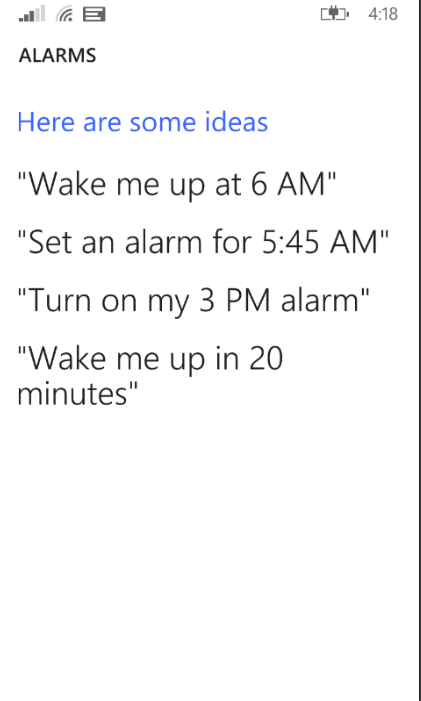 4:18
ALARMS
Here are some ideas
"Wake me up at 6 AM"
"Set an alarm for 5:45 AM"
"Turn on my 3 PM alarm"
"Wake me up in 20
minutes"